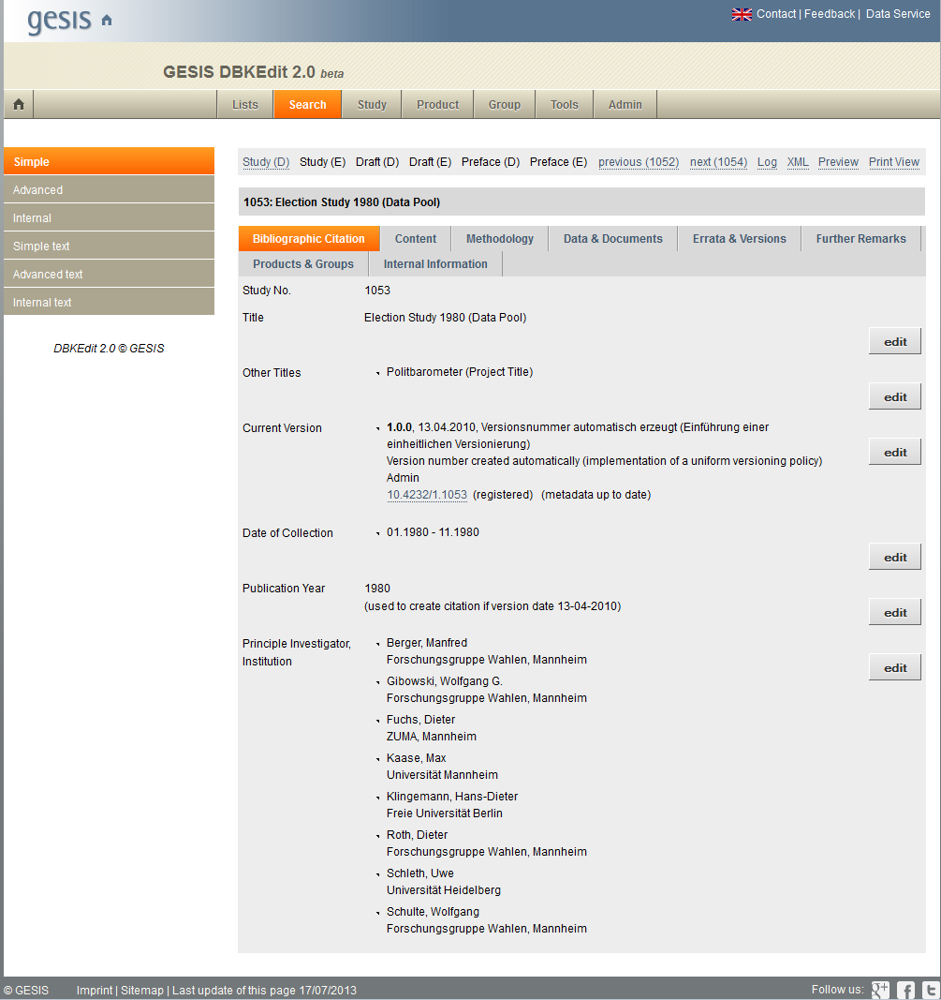 gesis
Contact | Feedback | Data Service
GESIS DBKEdit 2.0 beta
Lists Search Study Product Group Tools Admin
Simple
Advanced
Internal
Simple text
Advanced text
Internal text
DBKEdit 2.0 © GESIS
Study (D) Study (E) Draft (D) Draft (E) Preface (D) Preface (E) previous (1052) next (1054) Log XML Preview Print View
1053: Election Study 1980 (Data Pool)
Bibliographic Citation Content Methodology Data & Documents Errata & Versions Further Remarks
Products & Groups Internal Information
Study No. 1053
Title Election Study 1980 (Data Pool)
edit
Other Titles Politbarometer (Project Title)
edit
Current Version 1.0.0, 13.04.2010, Versionsnummer automatisch erzeugt (Einführung einer
einheitlichen Versionierung)
edit
Version number created automatically (implementation of a uniform versioning policy)
Admin
10.4232/1.1053 (registered) (metadata up to date)
Date of Collection 01.1980 - 11.1980
edit
Publication Year 1980
(used to create citation if version date 13-04-2010)
edit
Principle Investigator, Berger, Manfred
Institution Forschungsgruppe Wahlen, Mannheim
edit
Gibowski, Wolfgang G.
Forschungsgruppe Wahlen, Mannheim
Fuchs, Dieter
ZUMA, Mannheim
Kaase, Max
Universität Mannheim
Klingemann, Hans-Dieter
Freie Universität Berlin
Roth, Dieter
Forschungsgruppe Wahlen, Mannheim
Schleth, Uwe
Universität Heidelberg
Schulte, Wolfgang
Forschungsgruppe Wahlen, Mannheim
© GESIS Imprint | Sitemap | Last update of this page 17/07/2013
Follow us: g+ f t